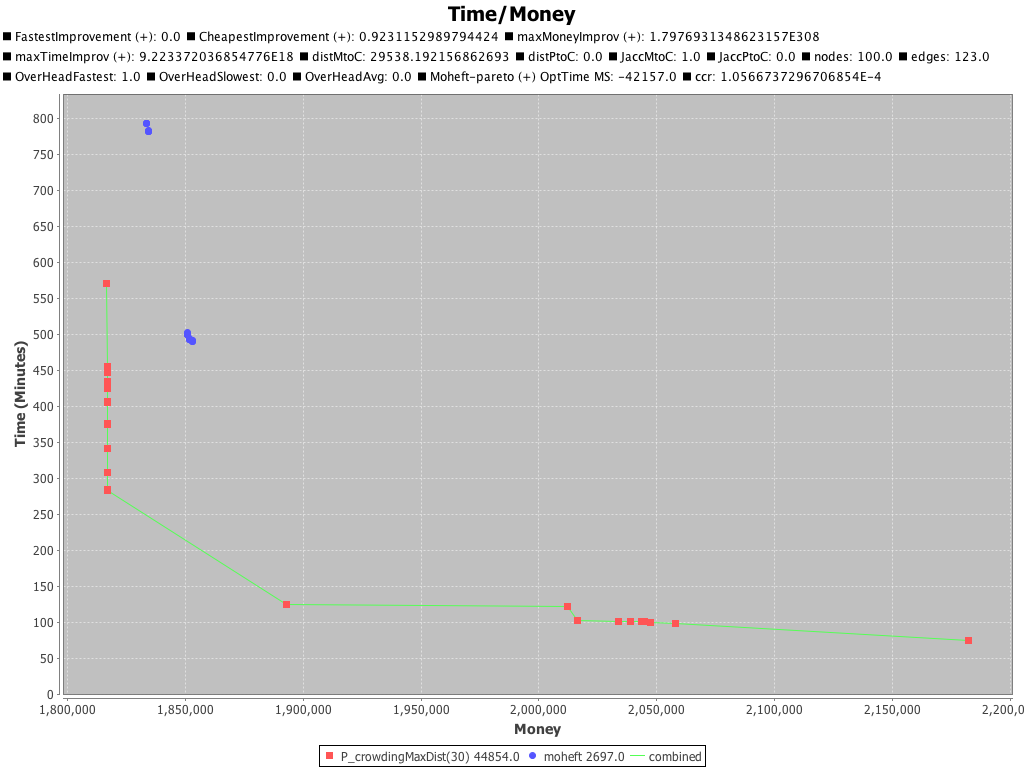 Time/Money
FastestImprovement (+): 0.0 CheapestImprovement (+): 0.9231152989794424 maxMoneyImprov (+): 1.7976931348623157E308
maxTimeImprov (+): 9.223372036854776E18 distMtoC: 29538.192156862693 distPtoC: 0.0 JaccMtoC: 1.0 JaccPtoC: 0.0 nodes: 100.0 edges: 123.0
OverHeadFastest: 1.0 OverHeadSlowest: 0.0 OverHeadAvg: 0.0 Moheft-pareto (+) OptTime MS: -42157.0 ccr: 1.0566737296706854E-4
800
750
700
650
600
550
500
450
400
350
300
250
200
150
100
50
0
Time (Minutes)
1,800,000 1,850,000 1,900,000 1,950,000 2,000,000 2,050,000 2,100,000 2,150,000 2,200,0
Money
P_crowdingMaxDist(30) 44854.0 moheft 2697.0 combined